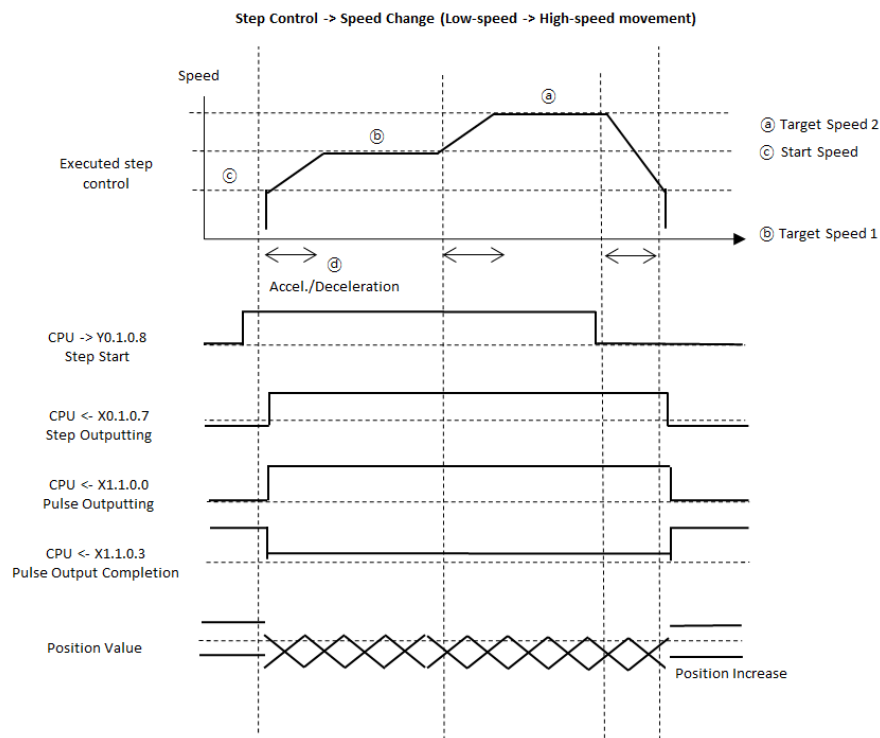 Step Control -> Speed Change (Low-speed -> High-speed movement)
Speed
ⓐ
ⓐ Target Speed 2
ⓑ
ⓒ Start Speed
Executed step
control
ⓒ
ⓑ Target Speed 1
ⓓ
Accel./Deceleration
CPU -> Y0.1.0.8
Step Start
CPU <- X0.1.0.7
Step Outputting
CPU <- X1.1.0.0
Pulse Outputting
CPU <- X1.1.0.3
Pulse Output Completion
Position Value
Position Increase